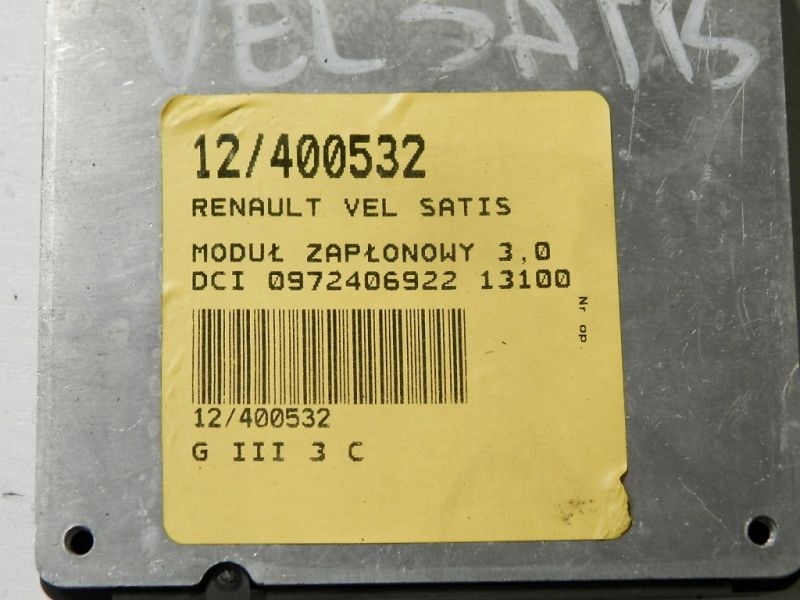 VEL SATIS
12/400532
RENAULT VEL SATIS
MODUŁ ZAPŁONOWY 3,0
DCI 0972406922 13100
Nr op.
12/400532
G III 3 C